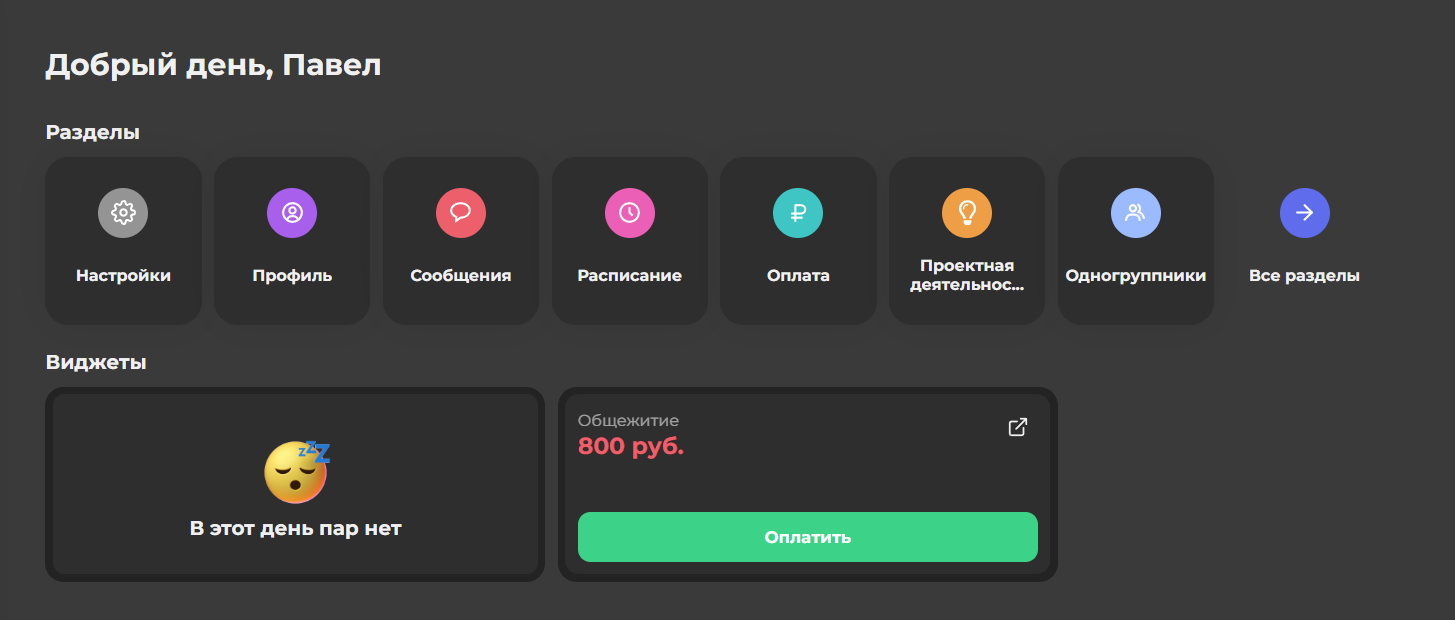 Добрый день, Павел
Разделы
Настройки
Профиль
Сообщения
Расписание
Оплата
Проектная
деятельнос...
Одногруппники
Все разделы
Виджеты
В этот день пар нет
Общежитие
800 руб.
Оплатить